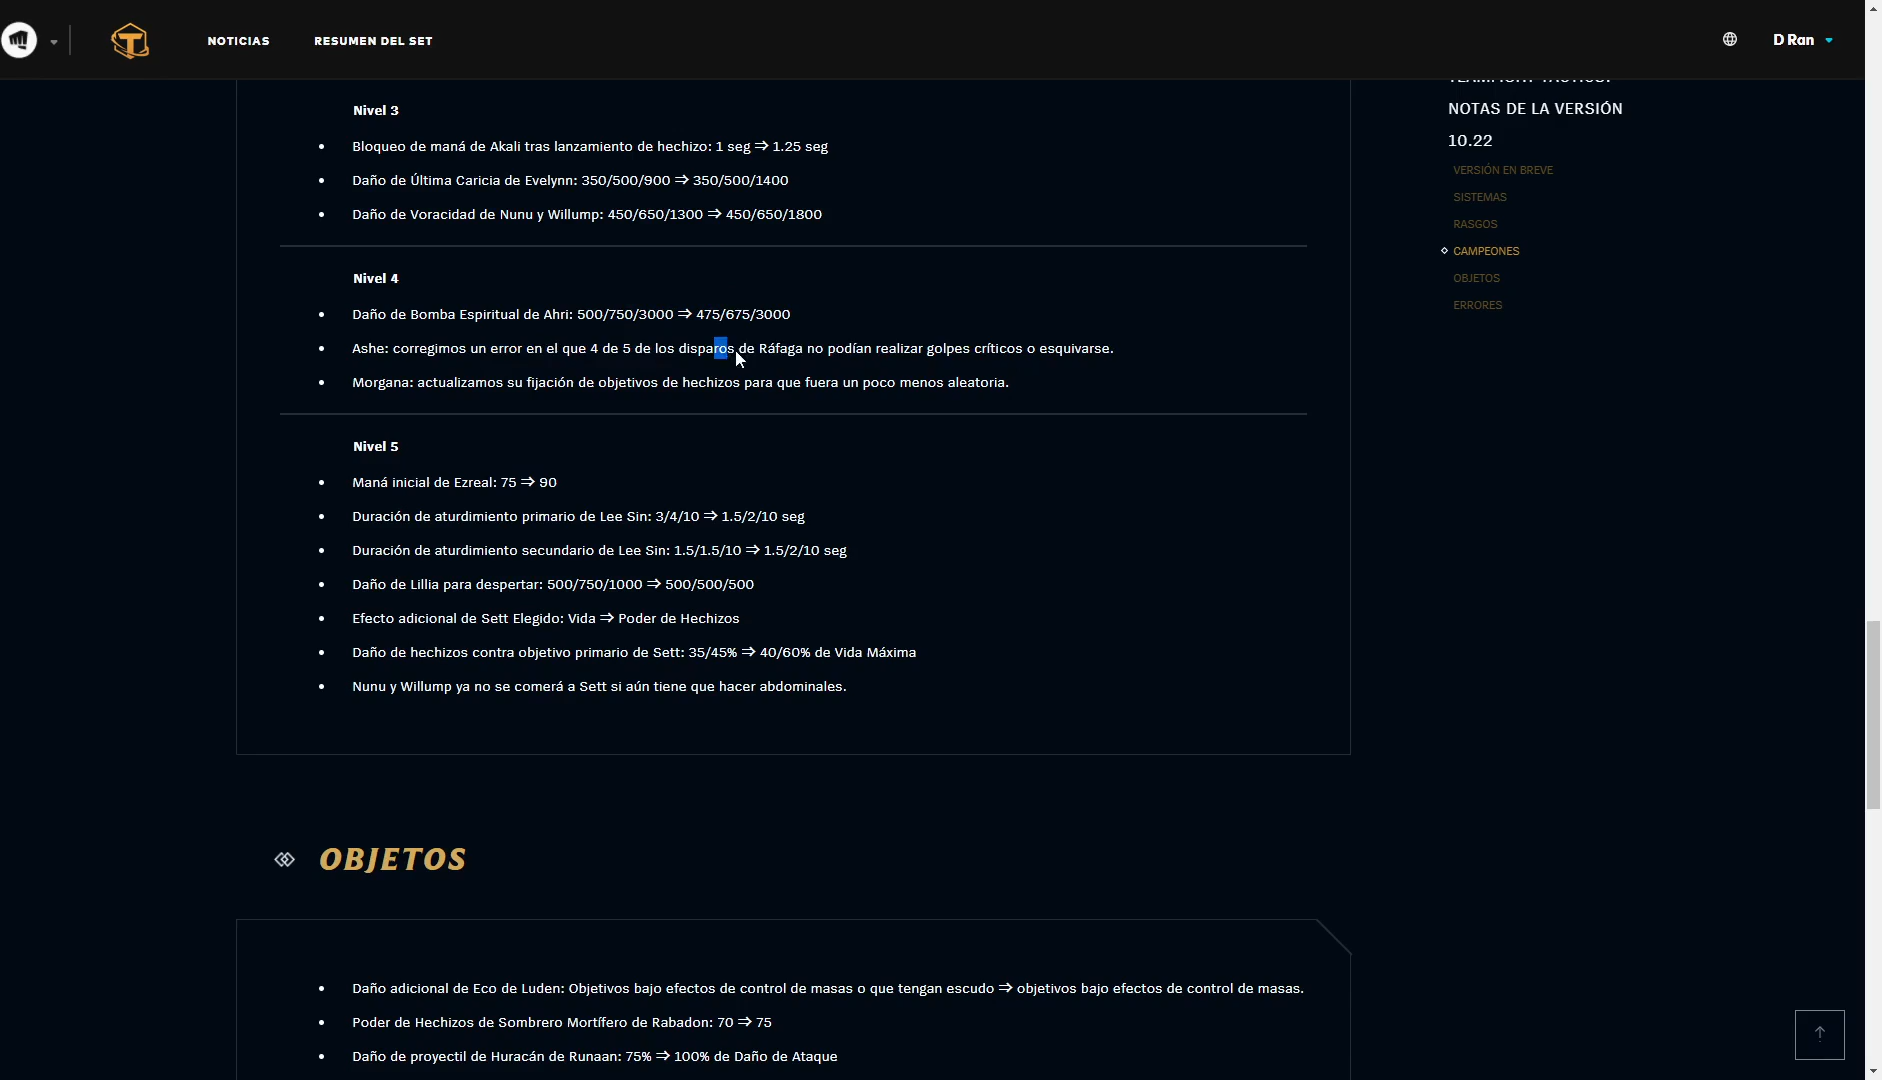 NOTICIAS
RESUMEN DEL SET
D Ran
TEAMFIGHT TACTICS:
NOTAS DE LA VERSIÓN
10.22
VERSIÓN EN BREVE
SISTEMAS
RASGOS
CAMPEONES
OBJETOS
ERRORES
Nivel 3
• Bloqueo de maná de Akali tras lanzamiento de hechizo: 1 seg ⇒ 1.25 seg
• Daño de Última Caricia de Evelynn: 350/500/900 ⇒ 350/500/1400
• Daño de Voracidad de Nunu y Willump: 450/650/1300 ⇒ 450/650/1800
Nivel 4
• Daño de Bomba Espiritual de Ahri: 500/750/3000 ⇒ 475/675/3000
• Ashe: corregimos un error en el que 4 de 5 de los disparos de Ráfaga no podían realizar golpes críticos o esquivarse.
• Morgana: actualizamos su fijación de objetivos de hechizos para que fuera un poco menos aleatoria.
Nivel 5
• Maná inicial de Ezreal: 75 ⇒ 90
• Duración de aturdimiento primario de Lee Sin: 3/4/10 ⇒ 1.5/2/10 seg
• Duración de aturdimiento secundario de Lee Sin: 1.5/1.5/10 ⇒ 1.5/2/10 seg
• Daño de Lillia para despertar: 500/750/1000 ⇒ 500/500/500
• Efecto adicional de Sett Elegido: Vida ⇒ Poder de Hechizos
• Daño de hechizos contra objetivo primario de Sett: 35/45% ⇒ 40/60% de Vida Máxima
• Nunu y Willump ya no se comerá a Sett si aún tiene que hacer abdominales.
OBJETOS
• Daño adicional de Eco de Luden: Objetivos bajo efectos de control de masas o que tengan escudo ⇒ objetivos bajo efectos de control de masas.
• Poder de Hechizos de Sombrero Mortífero de Rabadon: 70 ⇒ 75
• Daño de proyectil de Huracán de Runaan: 75% ⇒ 100% de Daño de Ataque